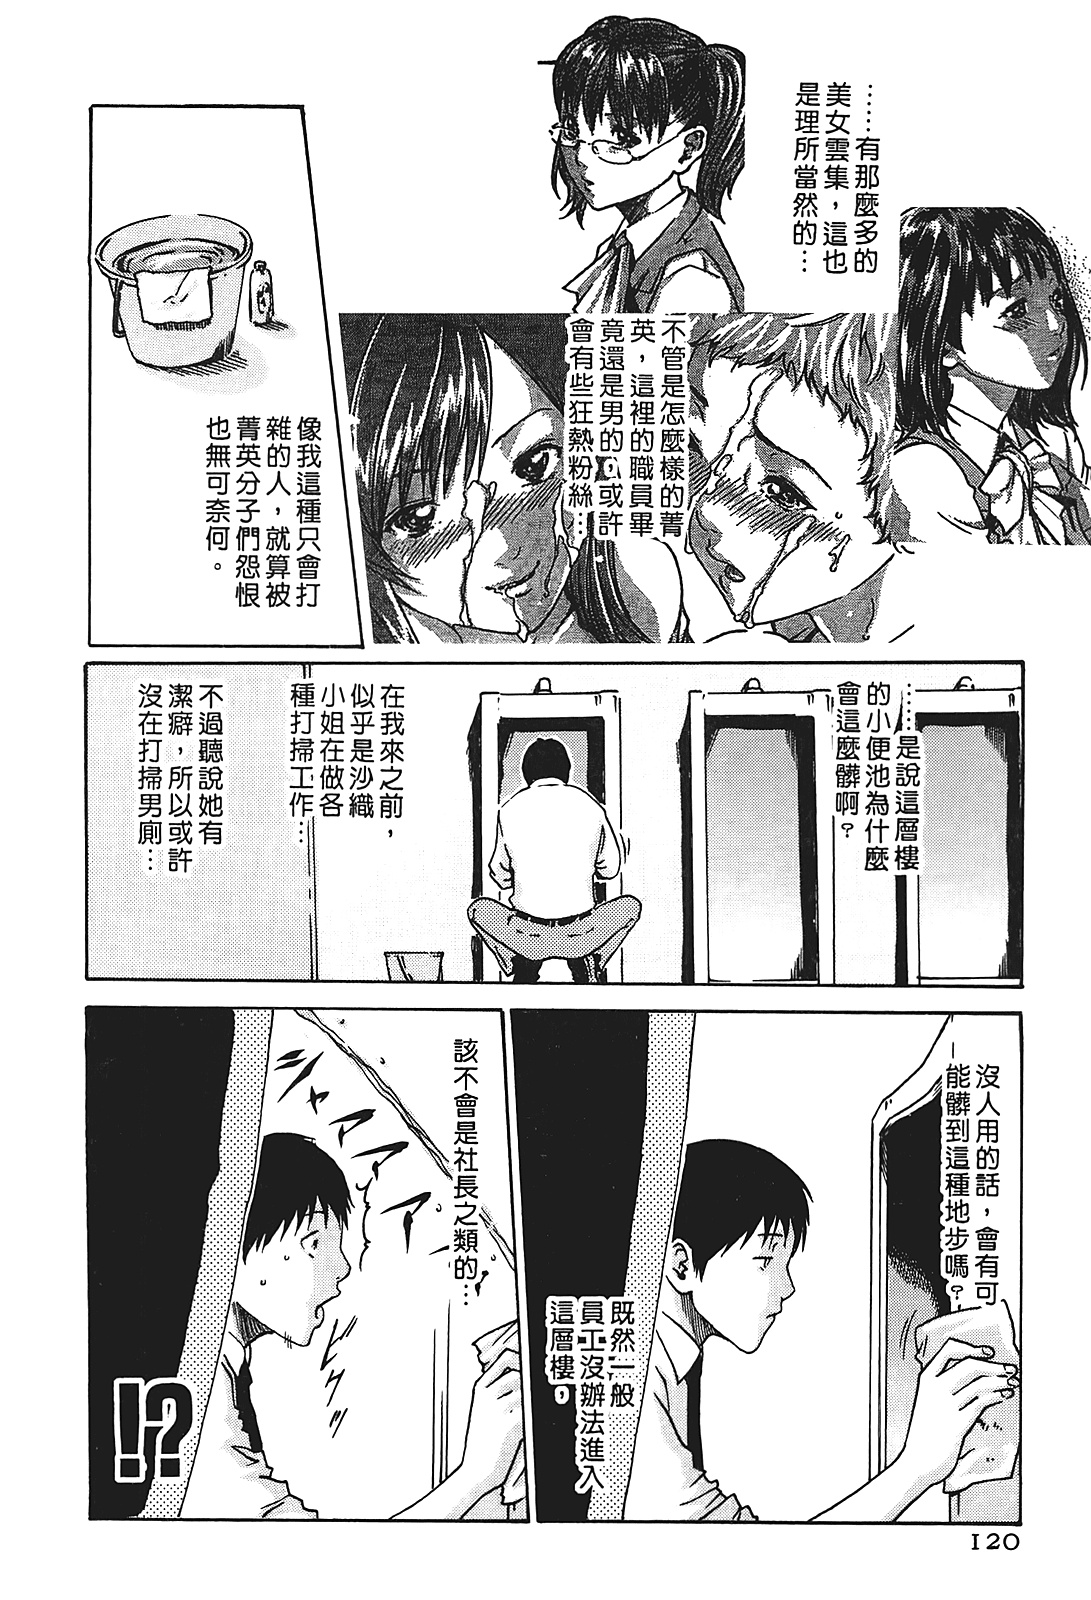 ……有那麼多的
美女雲集，這也
是理所當然的…
不管是怎麼樣的菁
英，這裡的職員畢
竟還是男的。或許
會有些狂熱粉絲…
像我這種只會打
雜的人，就算被
菁英分子們怨恨
也無可奈何。
……是說這層樓
的小便池為什麼
會這麼髒啊？
在我來之前，
似乎是沙織
小姐在做各
種打掃工作…
不過聽說她有
潔癖，所以或許
沒在打掃男廁…
沒人用的話，會有可
能髒到這種地步嗎？
既然一般
員工沒辦法進入
這層樓，
該不會是社長之類的…
ジャアアア
!?
120